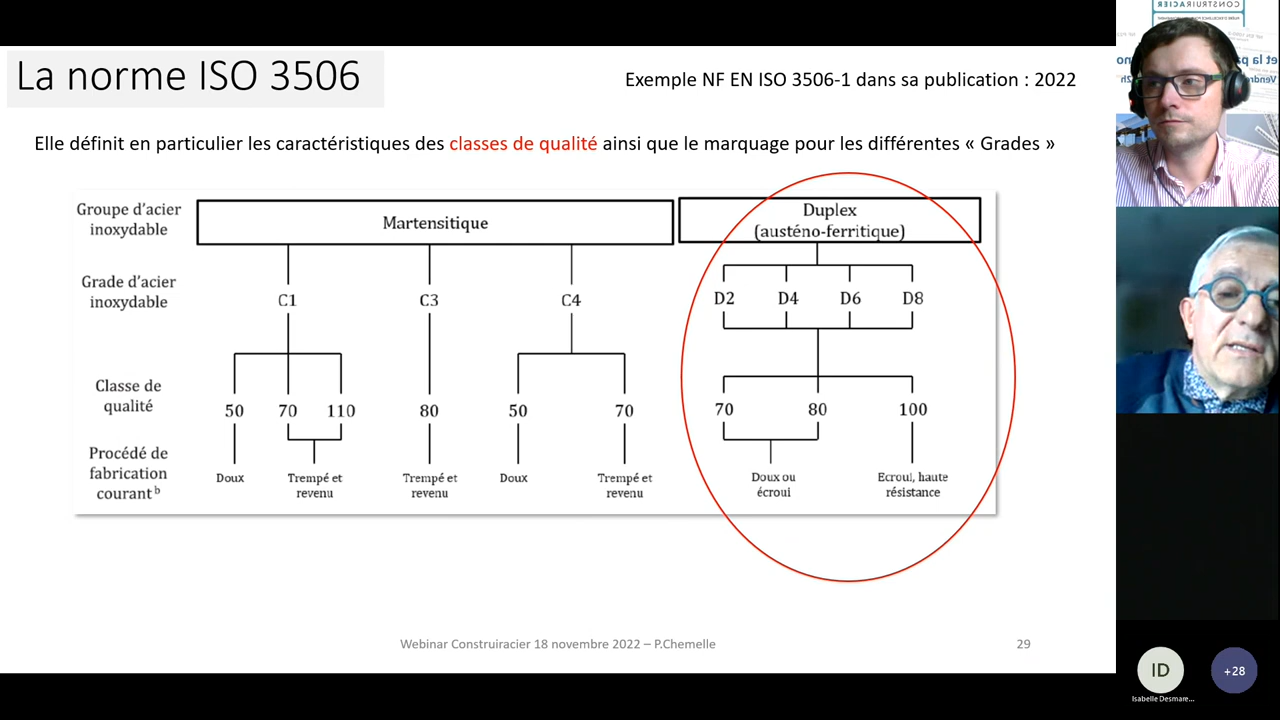 La norme ISO 3506
Exemple NF EN ISO 3506-1 dans sa publication : 2022
Elle définit en particulier les caractéristiques des classes de qualité ainsi que le marquage pour les différentes « Grades »
Groupe d'acier
inoxydable
Martensitique
Duplex
(austéno-ferritique)
Grade d'acier
inoxydable
C1 C3 C4 D2 D4 D6 D8
Classe de
qualité
50 70 110 80 50 70 70 80 100
Procédé de
fabrication
courant b
Doux
Trempé et
revenu
Trempé et
revenu
Doux
Trempé et
revenu
Doux ou
écroui
Ecroui, haute
résistance
Webinar Construiracier 18 novembre 2022 – P.Chemelle
29
CONSTRUIRACIER
ID
Isabelle Desmare...
+28